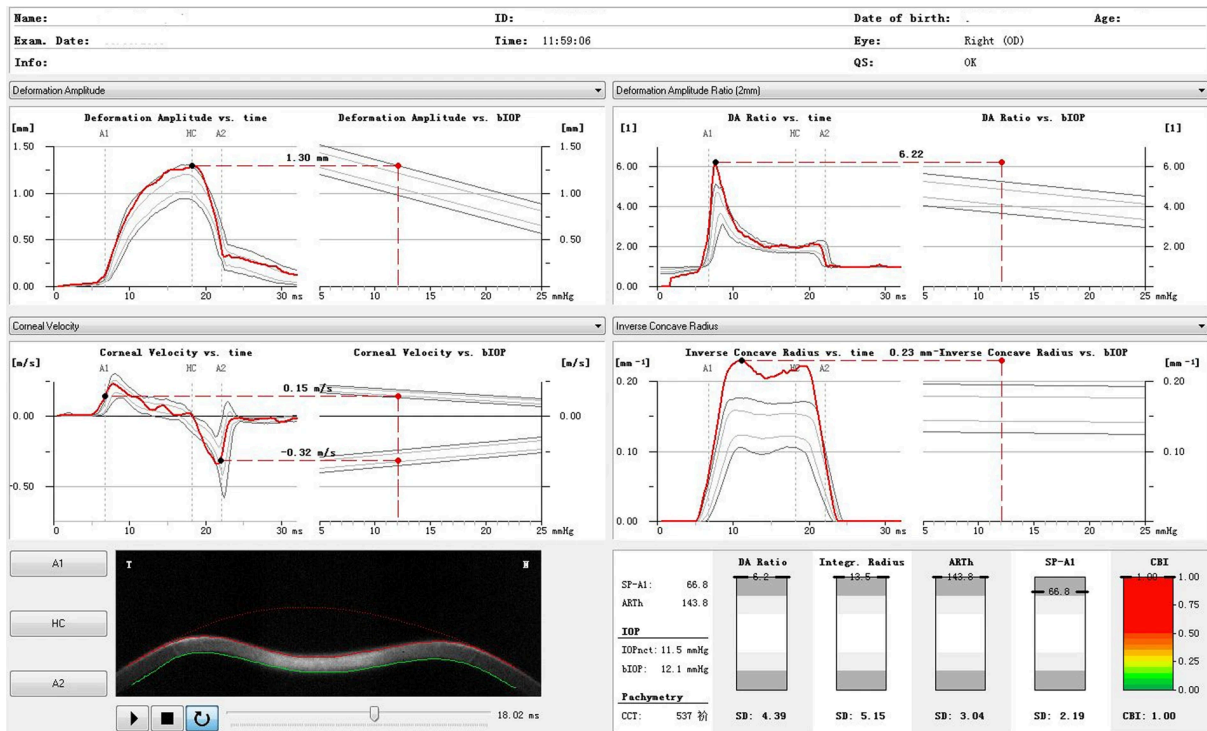 Name: ID: Date of birth: . Age:
Exam. Date: Time: 11:59:06 Eye: Right (OD)
Info: QS: OK
Deformation Amplitude
Deformation Amplitude vs. time Deformation Amplitude vs. bIOP
[mm] A1 HC A2 [mm]
1.50 1.50
1.30 mm
1.00 1.00
0.50 0.50
0.00 0.00
0 10 20 30 ms 5 10 15 20 25 mmHg
Deformation Amplitude Ratio (2mm)
DA Ratio vs. time DA Ratio vs. bIOP
[1] A1 HC A2 [1]
6.22
6.00 6.00
4.00 4.00
2.00 2.00
0.00
0 10 20 30 ms 5 10 15 20 25 mmHg
Corneal Velocity
Corneal Velocity vs. time Corneal Velocity vs. bIOP
[m/s] A1 HC A2 [m/s]
0.15 m/s
0.00 0.00
-0.32 m/s
-0.50
0 10 20 30 ms 5 10 15 20 25 mmHg
Inverse Concave Radius
Inverse Concave Radius vs. time 0.23 mm-Inverse Concave Radius vs. bIOP
[mm-1] A1 HC A2 [mm-1]
0.20 0.20
0.10 0.10
0.00
0 10 20 30 ms 5 10 15 20 25 mmHg
A1
HC
A2
T N
18.02 ms
SP-A1: 66.8
ARTh 143.8
IOP
IOPnct: 11.5 mmHg
bIOP: 12.1 mmHg
Pachymetry
CCT: 537 祄
DA Ratio Integr. Radius ARTh SP-A1 CBI
6.2 13.5 143.8 66.8 1.00 1.00
0.75
0.50
0.25
0.00
SD: 4.39 SD: 5.15 SD: 3.04 SD: 2.19 CBI: 1.00